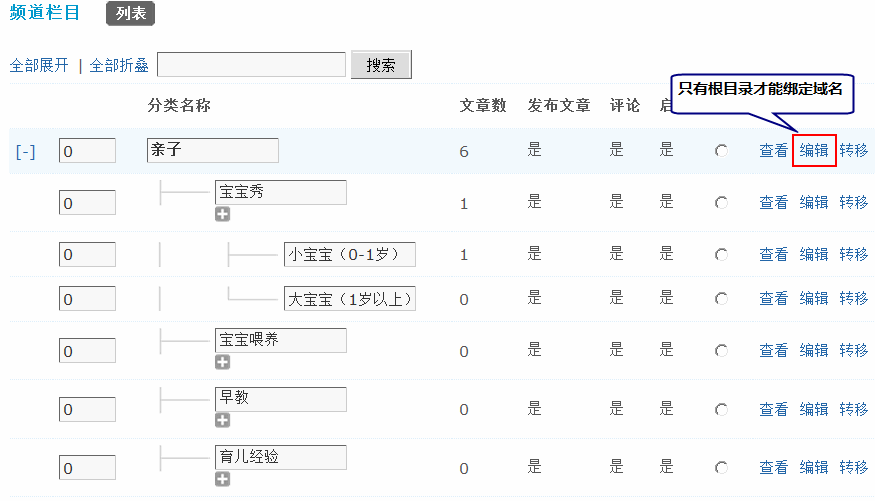 频道栏目 列表
全部展开 | 全部折叠 搜索
只有根目录才能绑定域名
分类名称 文章数 发布文章 评论
[-] 0 亲子 6 是 是 是 查看 编辑 转移
0 宝宝秀 1 是 是 是 查看 编辑 转移
0 小宝宝（0-1岁） 1 是 是 是 查看 编辑 转移
0 大宝宝（1岁以上） 0 是 是 是 查看 编辑 转移
0 宝宝喂养 0 是 是 是 查看 编辑 转移
0 早教 0 是 是 是 查看 编辑 转移
0 育儿经验 0 是 是 是 查看 编辑 转移